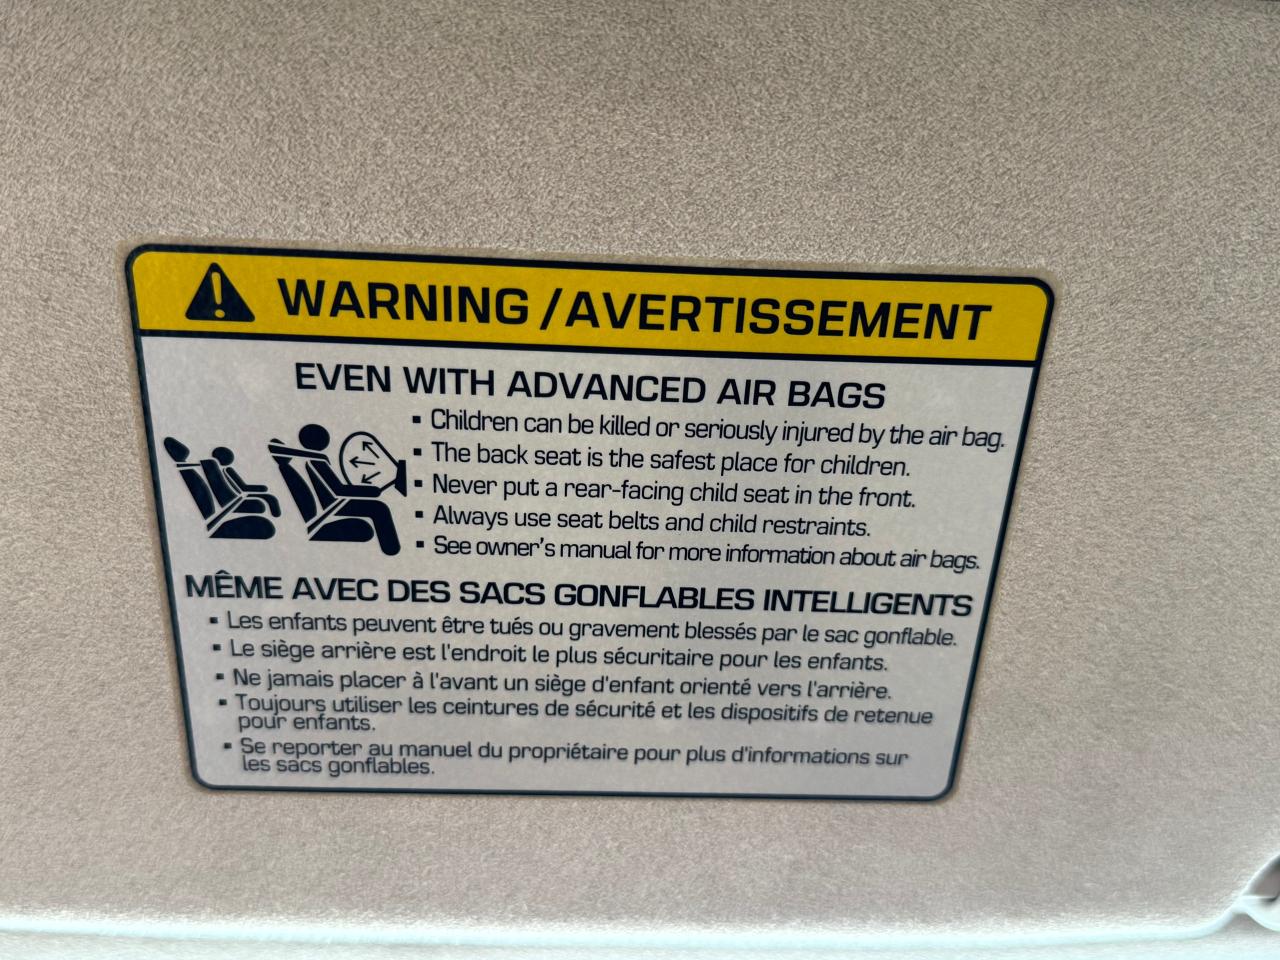 WARNING / AVERTISSEMENT
EVEN WITH ADVANCED AIR BAGS
▪ Children can be killed or seriously injured by the air bag.
▪ The back seat is the safest place for children.
▪ Never put a rear-facing child seat in the front.
▪ Always use seat belts and child restraints.
▪ See owner's manual for more information about air bags.
MÊME AVEC DES SACS GONFLABLES INTELLIGENTS
▪ Les enfants peuvent être tués ou gravement blessés par le sac gonflable.
▪ Le siège arrière est l'endroit le plus sécuritaire pour les enfants.
▪ Ne jamais placer à l'avant un siège d'enfant orienté vers l'arrière.
▪ Toujours utiliser les ceintures de sécurité et les dispositifs de retenue
pour enfants.
▪ Se reporter au manuel du propriétaire pour plus d'informations sur
les sacs gonflables.